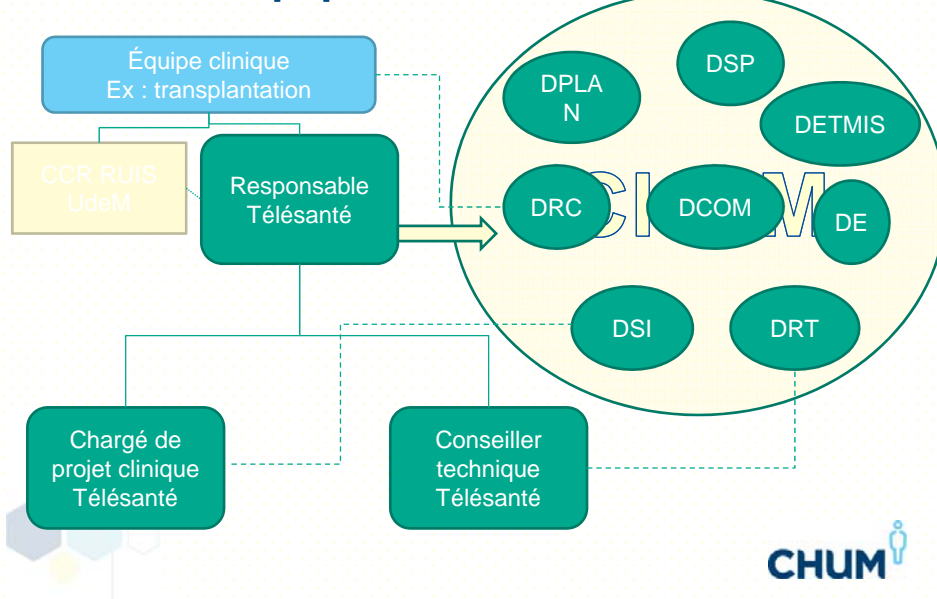 Équipe clinique
Ex : transplantation
CCR RUIS
UdeM
Responsable
Télésanté
DPLA
N
DSP
DETMIS
DRC
DCOM
DE
CHUM
DSI
DRT
Chargé de
projet clinique
Télésanté
Conseiller
technique
Télésanté
CHUM